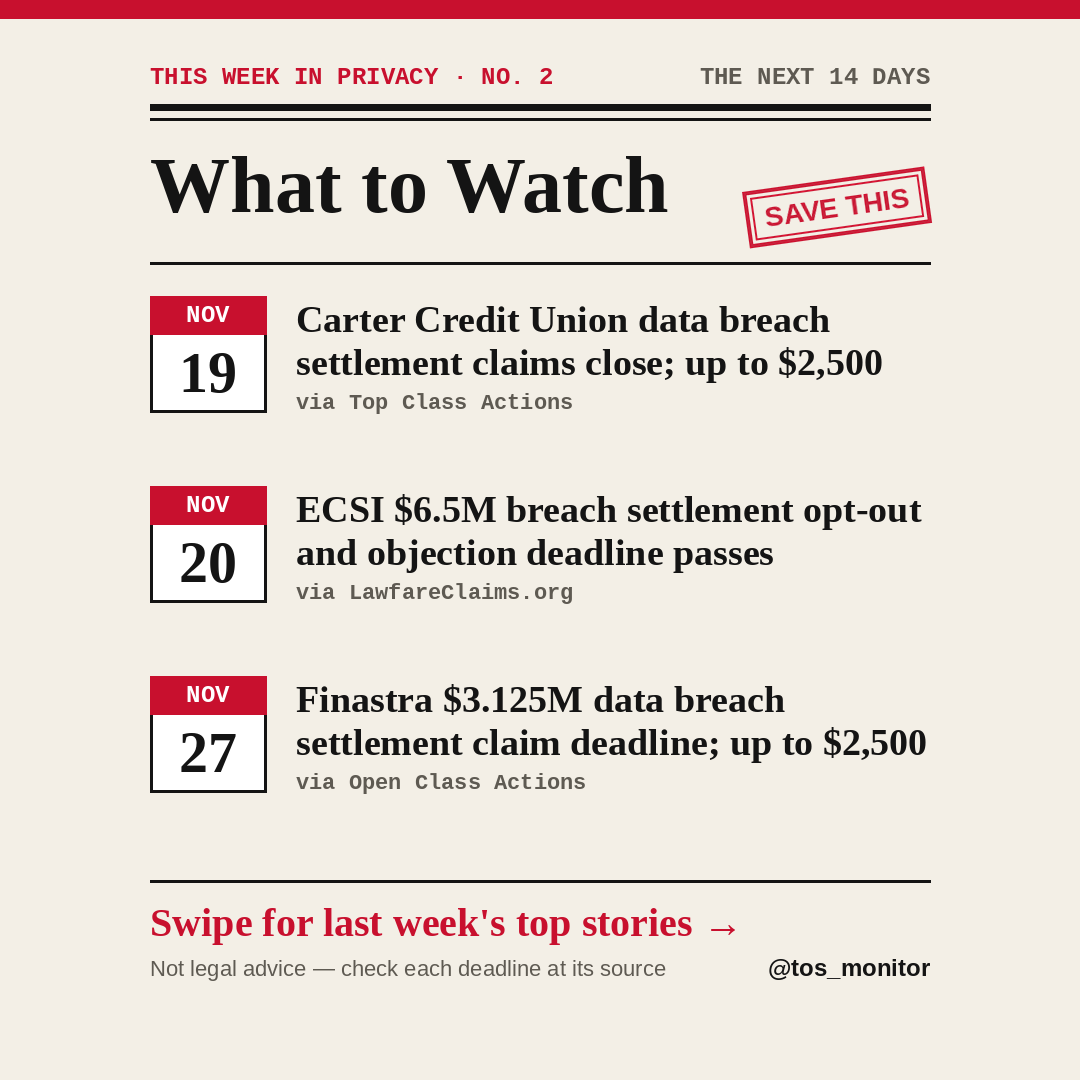 THIS WEEK IN PRIVACY · NO. 2
THE NEXT 14 DAYS
What to Watch
SAVE THIS
NOV
19
Carter Credit Union data breach
settlement claims close; up to $2,500
via Top Class Actions
NOV
20
ECSI $6.5M breach settlement opt-out
and objection deadline passes
via LawfareClaims.org
NOV
27
Finastra $3.125M data breach
settlement claim deadline; up to $2,500
via Open Class Actions
Swipe for last week's top stories →
Not legal advice — check each deadline at its source
@tos_monitor